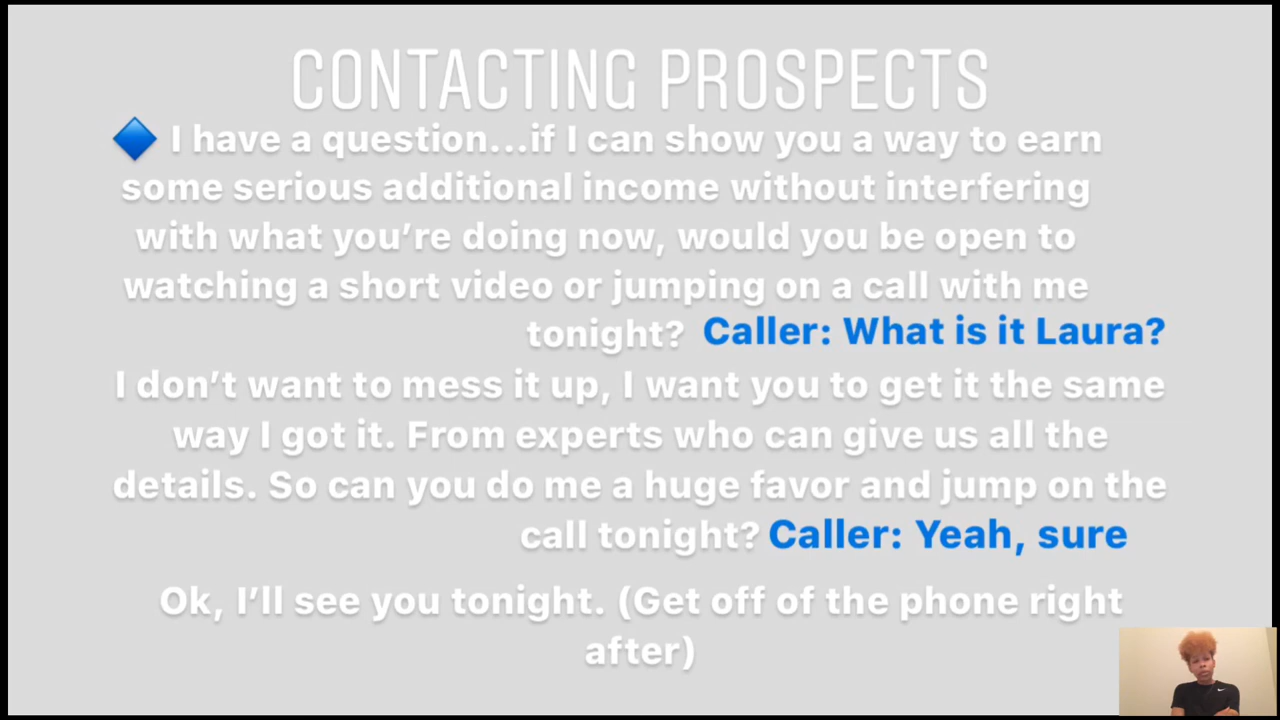 CONTACTING PROSPECTS
🔷 I have a question...if I can show you a way to earn
some serious additional income without interfering
with what you’re doing now, would you be open to
watching a short video or jumping on a call with me
tonight? Caller: What is it Laura?
I don’t want to mess it up, I want you to get it the same
way I got it. From experts who can give us all the
details. So can you do me a huge favor and jump on the
call tonight? Caller: Yeah, sure
Ok, I’ll see you tonight. (Get off of the phone right
after)